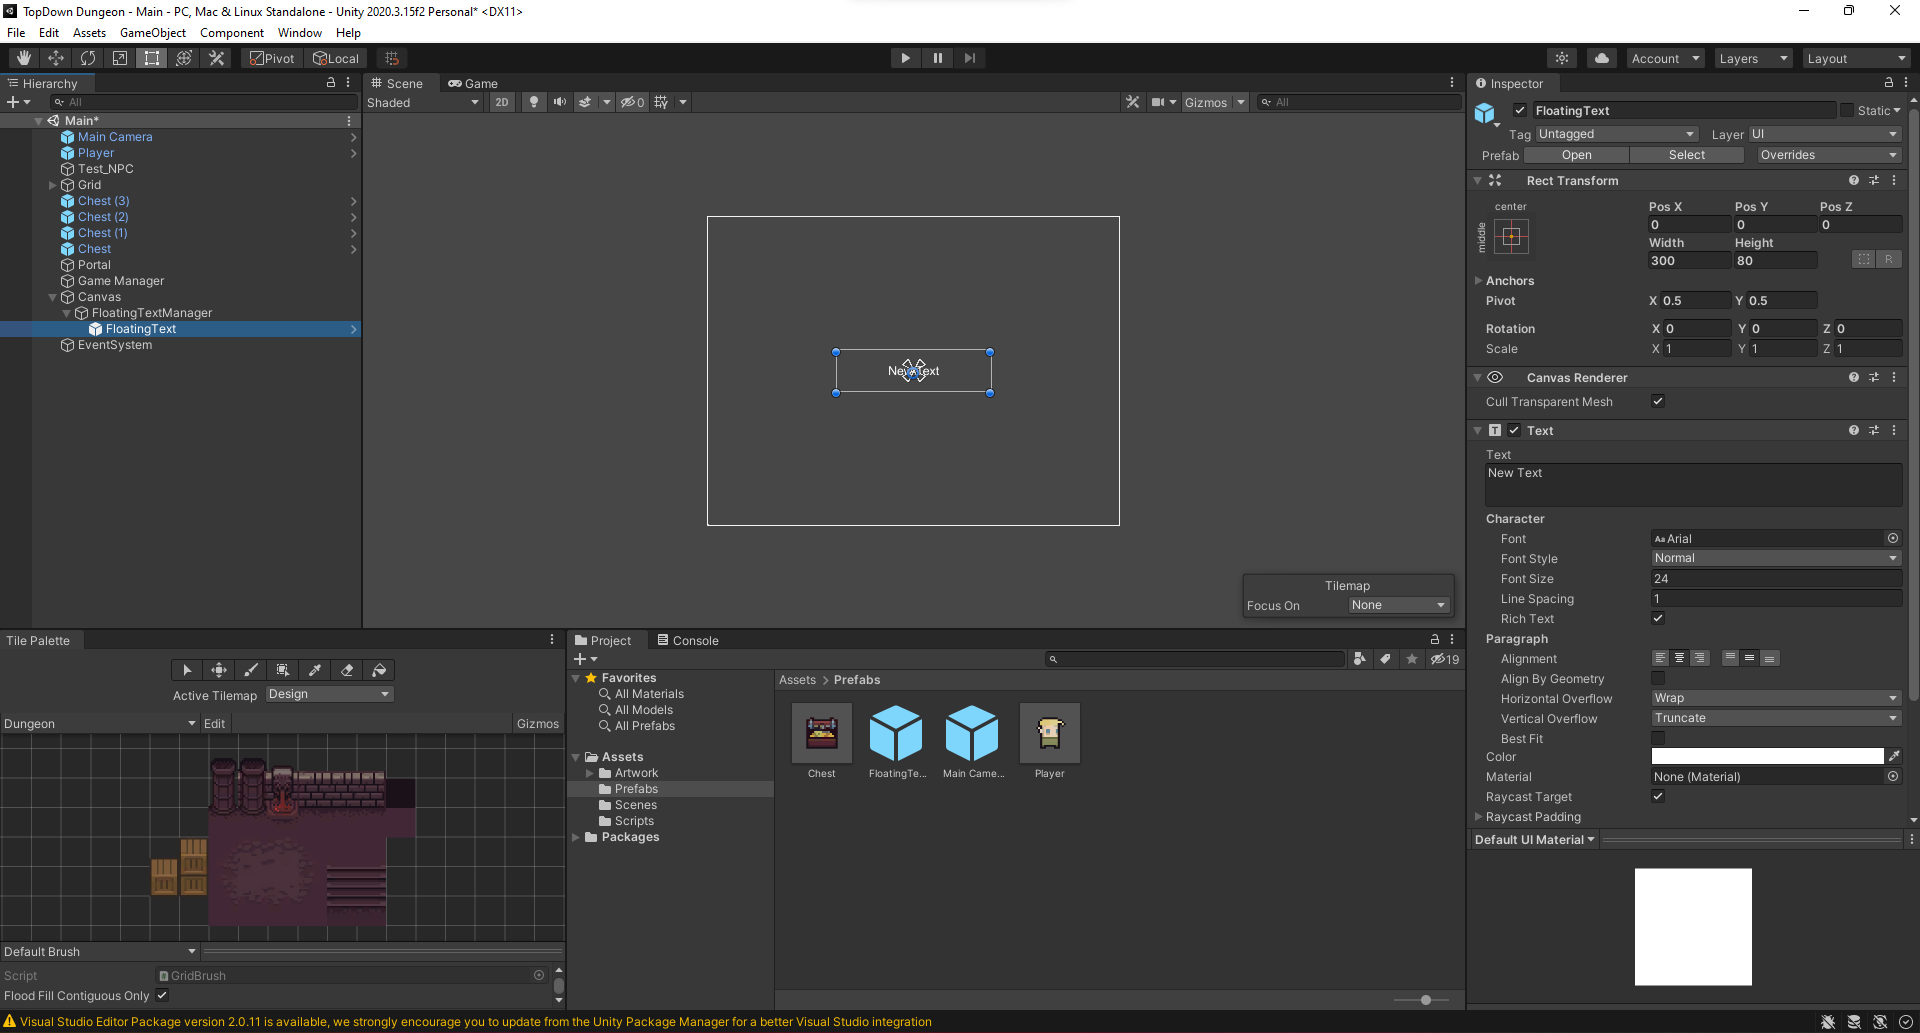 TopDown Dungeon - Main - PC, Mac & Linux Standalone - Unity 2020.3.15f2 Personal* <DX11>
File Edit Assets GameObject Component Window Help
Pivot Local Account Layers Layout
Hierarchy
All
Main*
Main Camera
Player
Test_NPC
Grid
Chest (3)
Chest (2)
Chest (1)
Chest
Portal
Game Manager
Canvas
FloatingTextManager
FloatingText
EventSystem
Scene Game
Shaded 2D 0 Gizmos All
New Text
Tilemap
Focus On None
Inspector
FloatingText Static
Tag Untagged Layer UI
Prefab Open Select Overrides
Rect Transform
center
middle
Pos X Pos Y Pos Z
0 0 0
Width Height
300 80 R
Anchors
Pivot X 0.5 Y 0.5
Rotation X 0 Y 0 Z 0
Scale X 1 Y 1 Z 1
Canvas Renderer
Cull Transparent Mesh
T Text
Text
New Text
Character
Font Aa Arial
Font Style Normal
Font Size 24
Line Spacing 1
Rich Text
Paragraph
Alignment
Align By Geometry
Horizontal Overflow Wrap
Vertical Overflow Truncate
Best Fit
Color
Material None (Material)
Raycast Target
Raycast Padding
Default UI Material
Tile Palette
Active Tilemap Design
Dungeon Edit Gizmos
Default Brush
Script GridBrush
Flood Fill Contiguous Only
Project Console
19
Favorites
All Materials
All Models
All Prefabs
Assets
Artwork
Prefabs
Scenes
Scripts
Packages
Assets > Prefabs
Chest FloatingTe... Main Came... Player
Visual Studio Editor Package version 2.0.11 is available, we strongly encourage you to update from the Unity Package Manager for a better Visual Studio integration